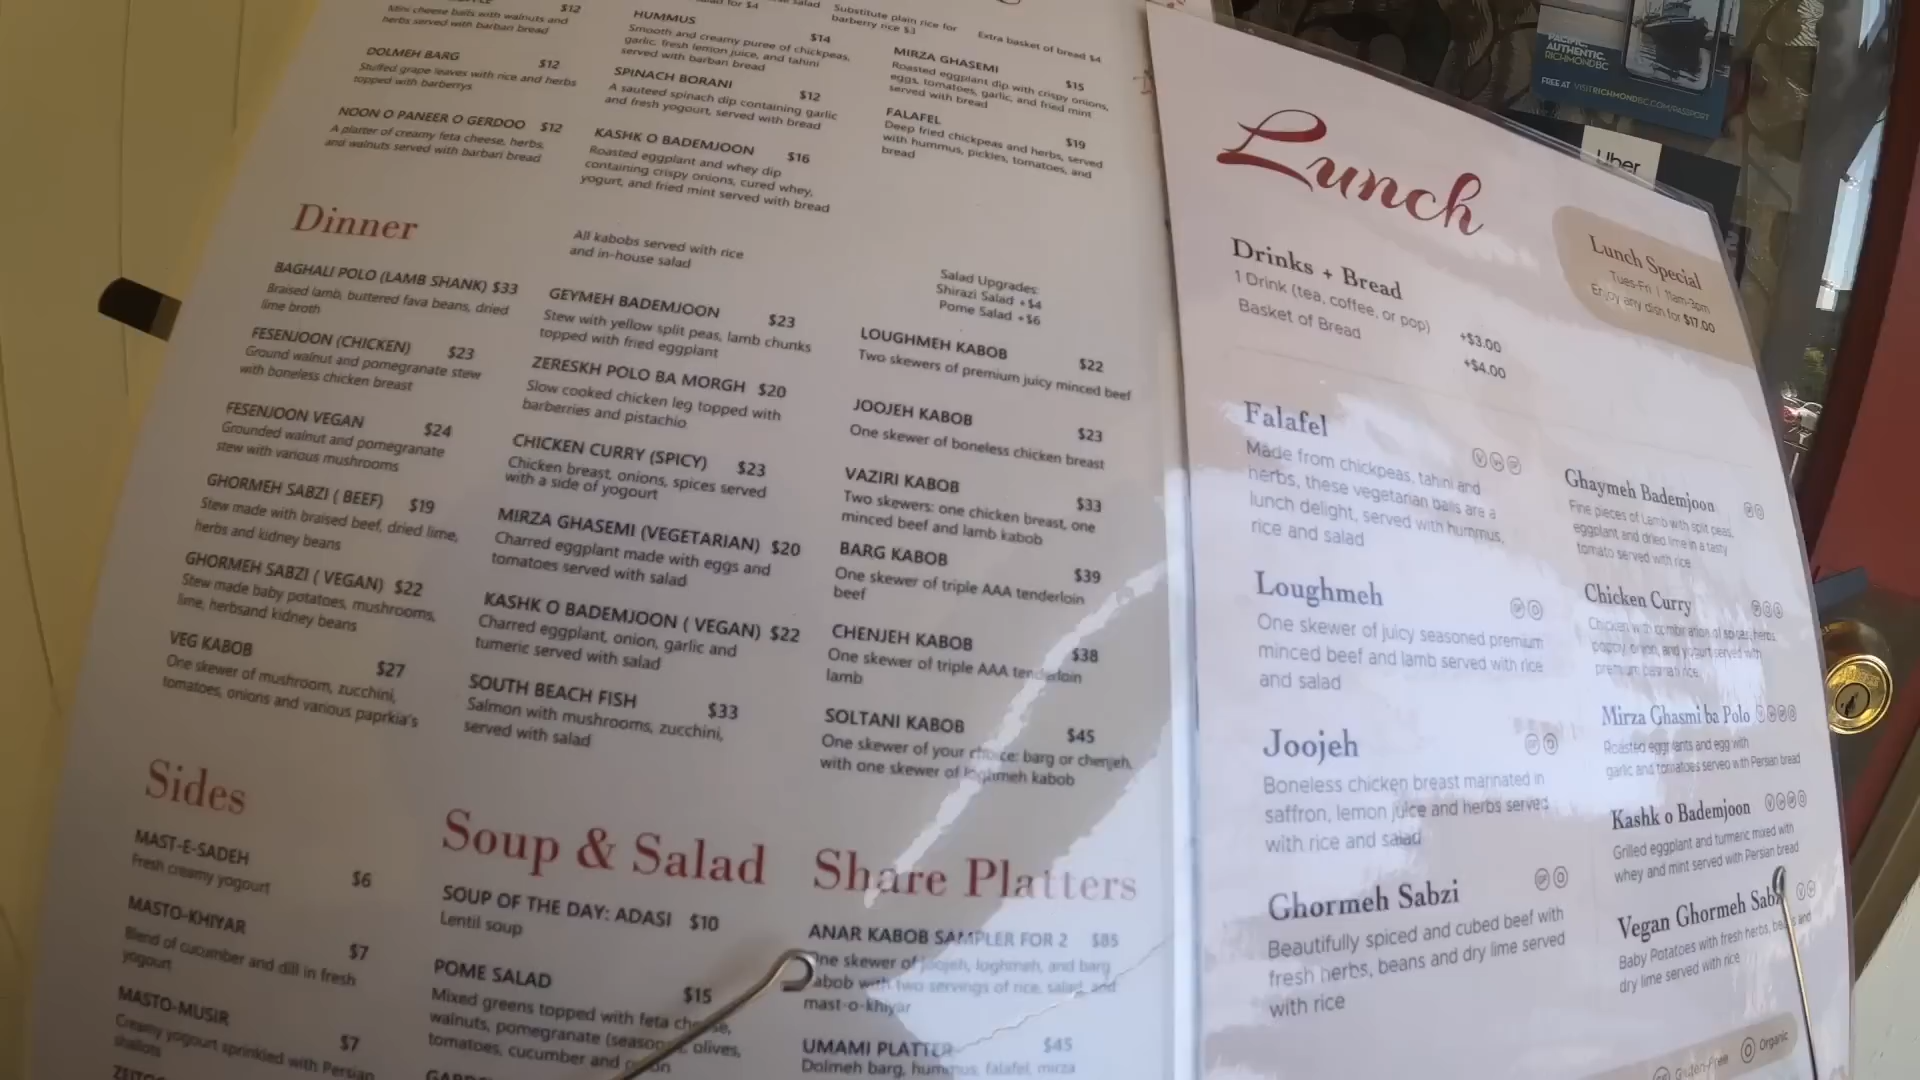 $12
Mini cheese balls with walnuts and
herbs served with barbari bread
DOLMEH BARG $12
Stuffed grape leaves with rice and herbs
topped with barberrys
NOON O PANEER O GERDOO $12
A platter of creamy feta cheese, herbs,
and walnuts served with barbari bread
HUMMUS $14
Smooth and creamy puree of chickpeas,
garlic, fresh lemon juice, and tahini
served with barbari bread
SPINACH BORANI $12
A sauteed spinach dip containing garlic
and fresh yogourt, served with bread
KASHK O BADEMJOON $16
Roasted eggplant and whey dip
containing crispy onions, cured whey,
yogurt, and fried mint served with bread
salad
for $4
Substitute plain rice for
barberry rice $3
Extra basket of bread $4
MIRZA GHASEMI $15
Roasted eggplant dip with crispy onions,
eggs, tomatoes, garlic, and fried mint
served with bread
FALAFEL $19
Deep fried chickpeas and herbs, served
with hummus, pickles, tomatoes, and
bread
Dinner
BAGHALI POLO (LAMB SHANK) $33
Braised lamb, buttered fava beans, dried
lime broth
FESENJOON (CHICKEN) $23
Ground walnut and pomegranate stew
with boneless chicken breast
FESENJOON VEGAN $24
Grounded walnut and pomegranate
stew with various mushrooms
GHORMEH SABZI ( BEEF) $19
Stew made with braised beef, dried lime,
herbs and kidney beans
GHORMEH SABZI ( VEGAN) $22
Stew made baby potatoes, mushrooms,
lime, herbsand kidney beans
VEG KABOB $27
One skewer of mushroom, zucchini,
tomatoes, onions and various paprkia's
All kabobs served with rice
and in-house salad
GEYMEH BADEMJOON $23
Stew with yellow split peas, lamb chunks
topped with fried eggplant
ZERESKH POLO BA MORGH $20
Slow cooked chicken leg topped with
barberries and pistachio
CHICKEN CURRY (SPICY) $23
Chicken breast, onions, spices served
with a side of yogourt
MIRZA GHASEMI (VEGETARIAN) $20
Charred eggplant made with eggs and
tomatoes served with salad
KASHK O BADEMJOON ( VEGAN) $22
Charred eggplant, onion, garlic and
tumeric served with salad
SOUTH BEACH FISH $33
Salmon with mushrooms, zucchini,
served with salad
Salad Upgrades:
Shirazi Salad +$4
Pome Salad +$6
LOUGHMEH KABOB $22
Two skewers of premium juicy minced beef
JOOJEH KABOB $23
One skewer of boneless chicken breast
VAZIRI KABOB $33
Two skewers: one chicken breast, one
minced beef and lamb kabob
BARG KABOB $39
One skewer of triple AAA tenderloin
beef
CHENJEH KABOB $38
One skewer of triple AAA tenderloin
lamb
SOLTANI KABOB $45
One skewer of your choice: barg or chenjeh,
with one skewer of loghmeh kabob
Sides
MAST-E-SADEH $6
Fresh creamy yogourt
MASTO-KHIYAR $7
Blend of cucumber and dill in fresh
yogourt
MASTO-MUSIR $7
Creamy yogourt sprinkled with Persian
shallots
Soup & Salad
SOUP OF THE DAY: ADASI $10
Lentil soup
POME SALAD $15
Mixed greens topped with feta cheese,
walnuts, pomegranate olives,
tomatoes, cucumber and onion
Share Platters
ANAR KABOB SAMPLER FOR 2 $85
One skewer of joojeh, loghmeh, and barg
kabob with two servings of rice, salad, and
mast-o-khiyar
UMAMI PLATTER $45
Dolmeh barg, hummus, falafel, mirza
Lunch
Lunch Special
Tues-Fri | 11am-3pm
Enjoy any dish for $17.00
Drinks + Bread
1 Drink (tea, coffee, or pop) +$3.00
Basket of Bread +$4.00
Falafel
Made from chickpeas, tahini and
herbs, these vegetarian balls are a
lunch delight, served with hummus,
rice and salad
Loughmeh
One skewer of juicy seasoned premium
minced beef and lamb served with rice
and salad
Joojeh
Boneless chicken breast marinated in
saffron, lemon juice and herbs served
with rice and salad
Ghormeh Sabzi
Beautifully spiced and cubed beef with
fresh herbs, beans and dry lime served
with rice
Ghaymeh Bademjoon
Fine pieces of Lamb with split peas,
eggplant and dried lime in a tasty
tomato served with rice
Chicken Curry
Chicken with combination of spices, herbs,
onion, and yogurt served with
premium basmati rice
Mirza Ghasmi ba Polo
Roasted eggplants and egg with
garlic and tomatoes served with Persian bread
Kashk o Bademjoon
Grilled eggplant and turmeric mixed with
whey and mint served with Persian bread
Vegan Ghormeh Sabzi
Baby Potatoes with fresh herbs, beans and
dry lime served with rice
Gluten-Free
Organic
PACIFIC.
AUTHENTIC.
RICHMONDBC
FREE AT VISITRICHMONDBC.COM/PASSPORT
Uber